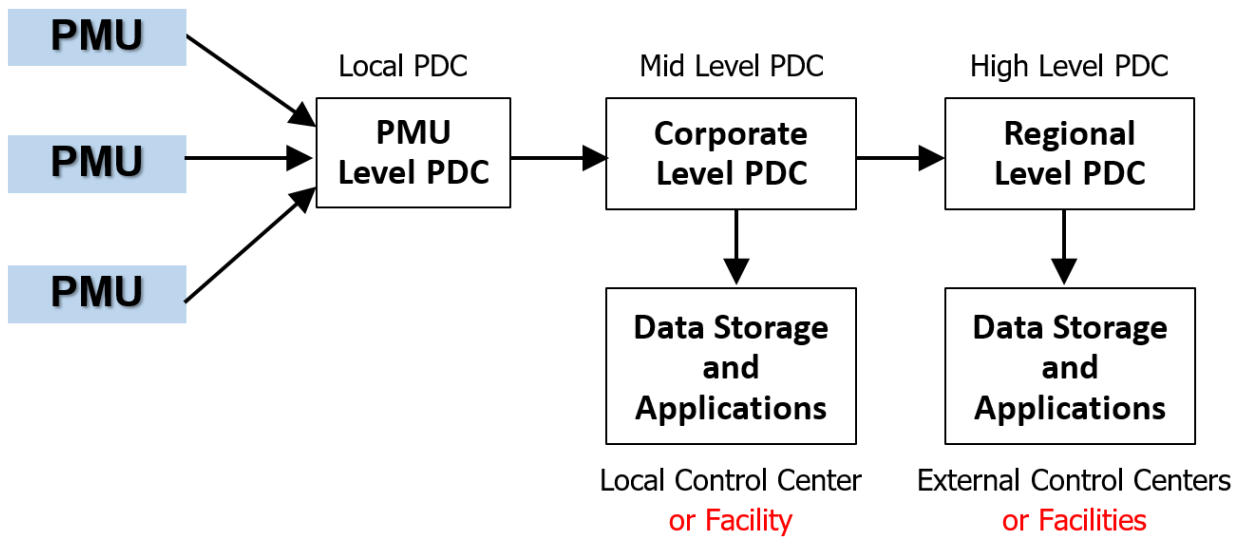 PMU
PMU
PMU
Local PDC
PMU
Level PDC
Mid Level PDC
Corporate
Level PDC
High Level PDC
Regional
Level PDC
Data Storage
and
Applications
Local Control Center
or Facility
Data Storage
and
Applications
External Control Centers
or Facilities